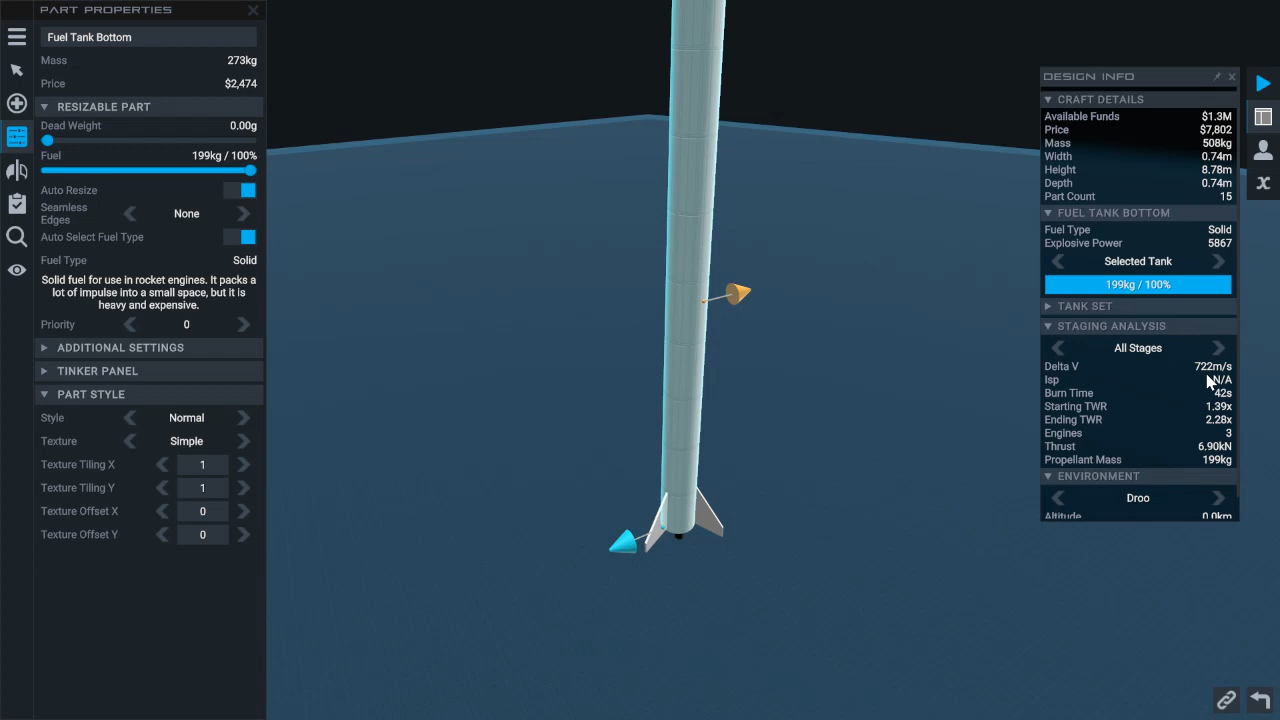 PART PROPERTIES
Fuel Tank Bottom
Mass 273kg
Price $2,474
RESIZABLE PART
Dead Weight 0.00g
Fuel 199kg / 100%
Auto Resize
Seamless Edges None
Auto Select Fuel Type
Fuel Type Solid
Solid fuel for use in rocket engines. It packs a
lot of impulse into a small space, but it is
heavy and expensive.
Priority 0
ADDITIONAL SETTINGS
TINKER PANEL
PART STYLE
Style Normal
Texture Simple
Texture Tiling X 1
Texture Tiling Y 1
Texture Offset X 0
Texture Offset Y 0
DESIGN INFO
CRAFT DETAILS
Available Funds $1.3M
Price $7,802
Mass 508kg
Width 0.74m
Height 8.78m
Depth 0.74m
Part Count 15
FUEL TANK BOTTOM
Fuel Type Solid
Explosive Power 5867
Selected Tank
199kg / 100%
TANK SET
STAGING ANALYSIS
All Stages
Delta V 722m/s
Isp N/A
Burn Time 42s
Starting TWR 1.39x
Ending TWR 2.28x
Engines 3
Thrust 6.90kN
Propellant Mass 199kg
ENVIRONMENT
Droo
Altitude 0.0km